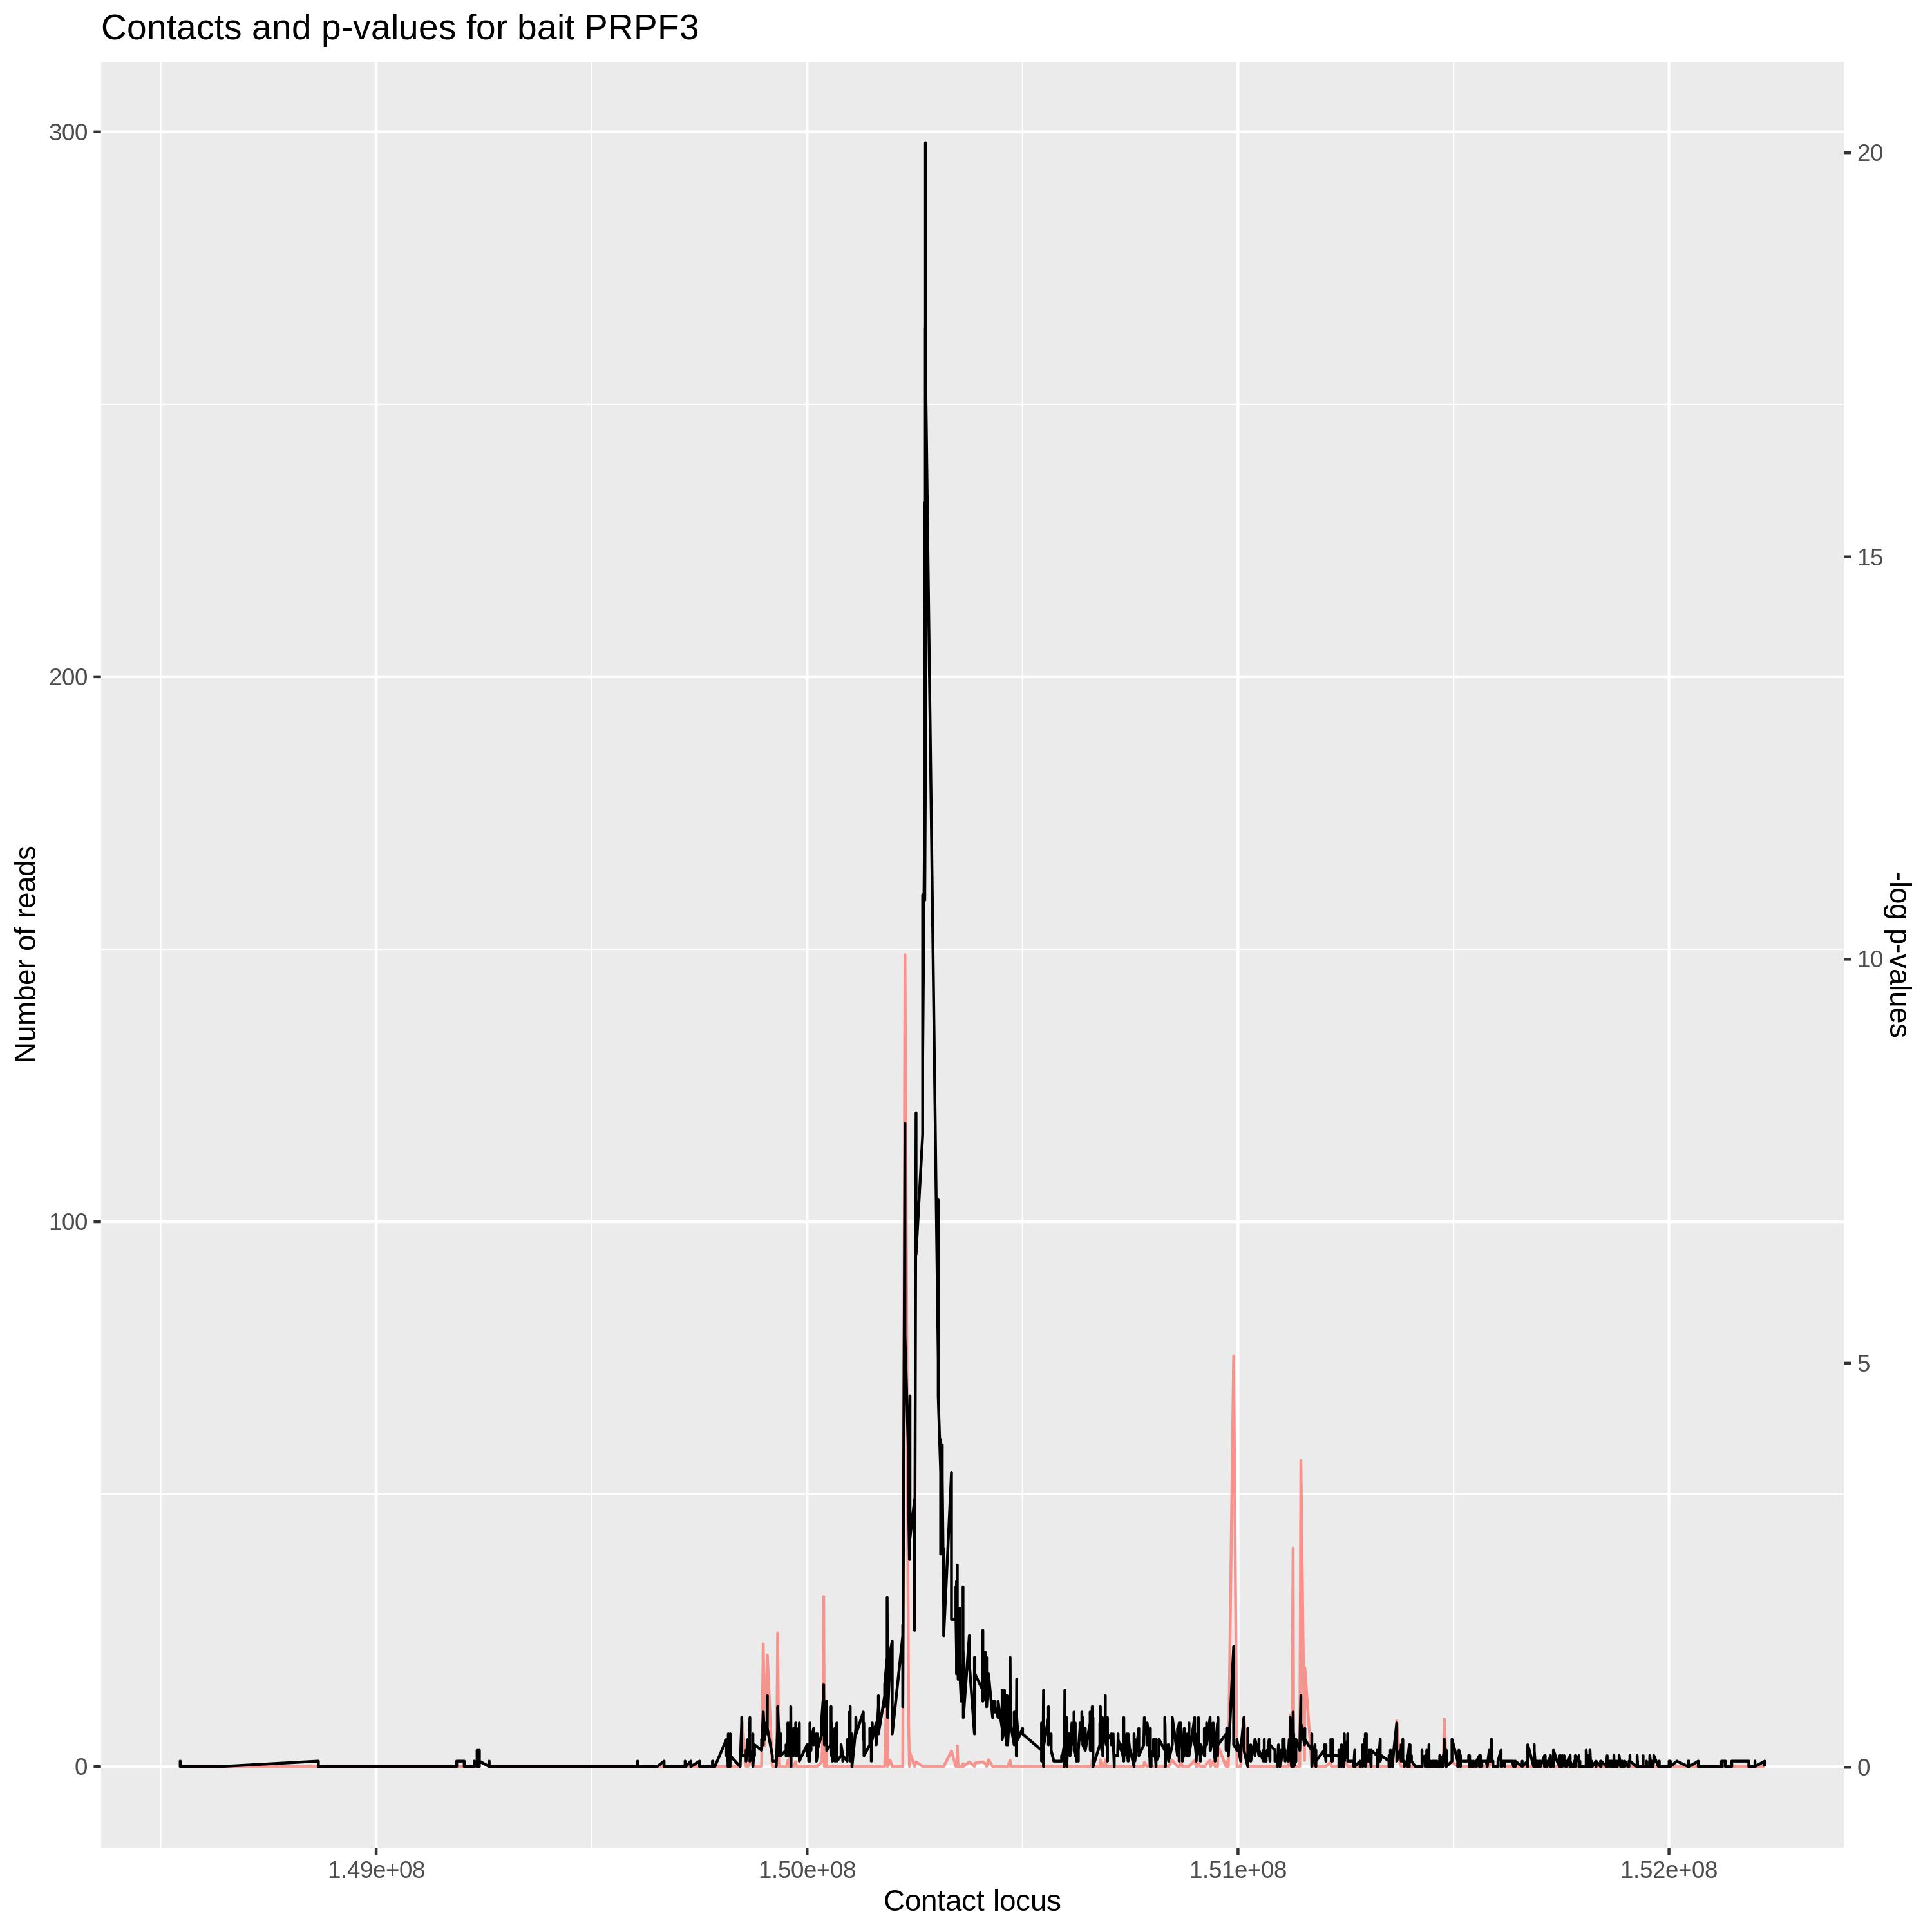 Contacts and p-values for bait PRPF3
300
200
100
0
20
15
10
5
0
Number of reads
-log p-values
1.49e+08
1.50e+08
1.51e+08
1.52e+08
Contact locus